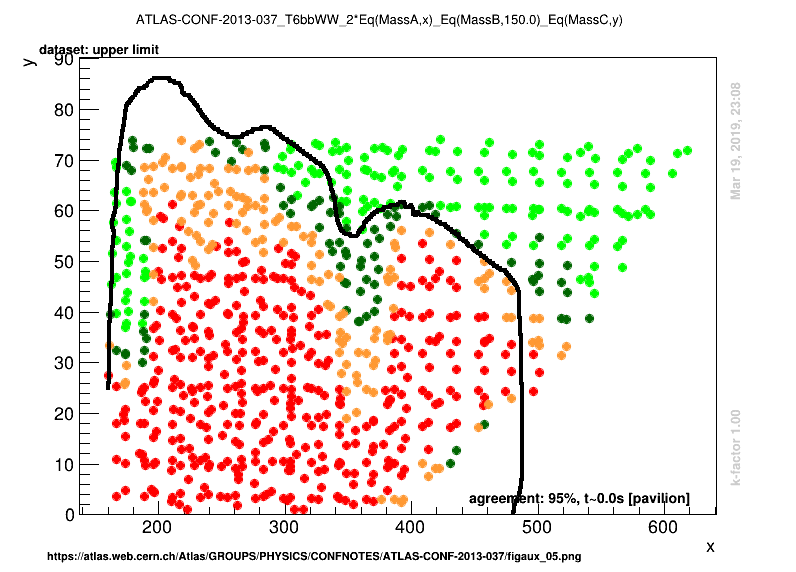 ATLAS-CONF-2013-037_T6bbWW_2*Eq(MassA,x)_Eq(MassB,150.0)_Eq(MassC,y)
dataset: upper limit
y
90
80
70
60
50
40
30
20
10
0
200 300 400 500 600
x
agreement: 95%, t~0.0s [pavilion]
https://atlas.web.cern.ch/Atlas/GROUPS/PHYSICS/CONFNOTES/ATLAS-CONF-2013-037/figaux_05.png
Mar 19, 2019, 23:08
k-factor 1.00